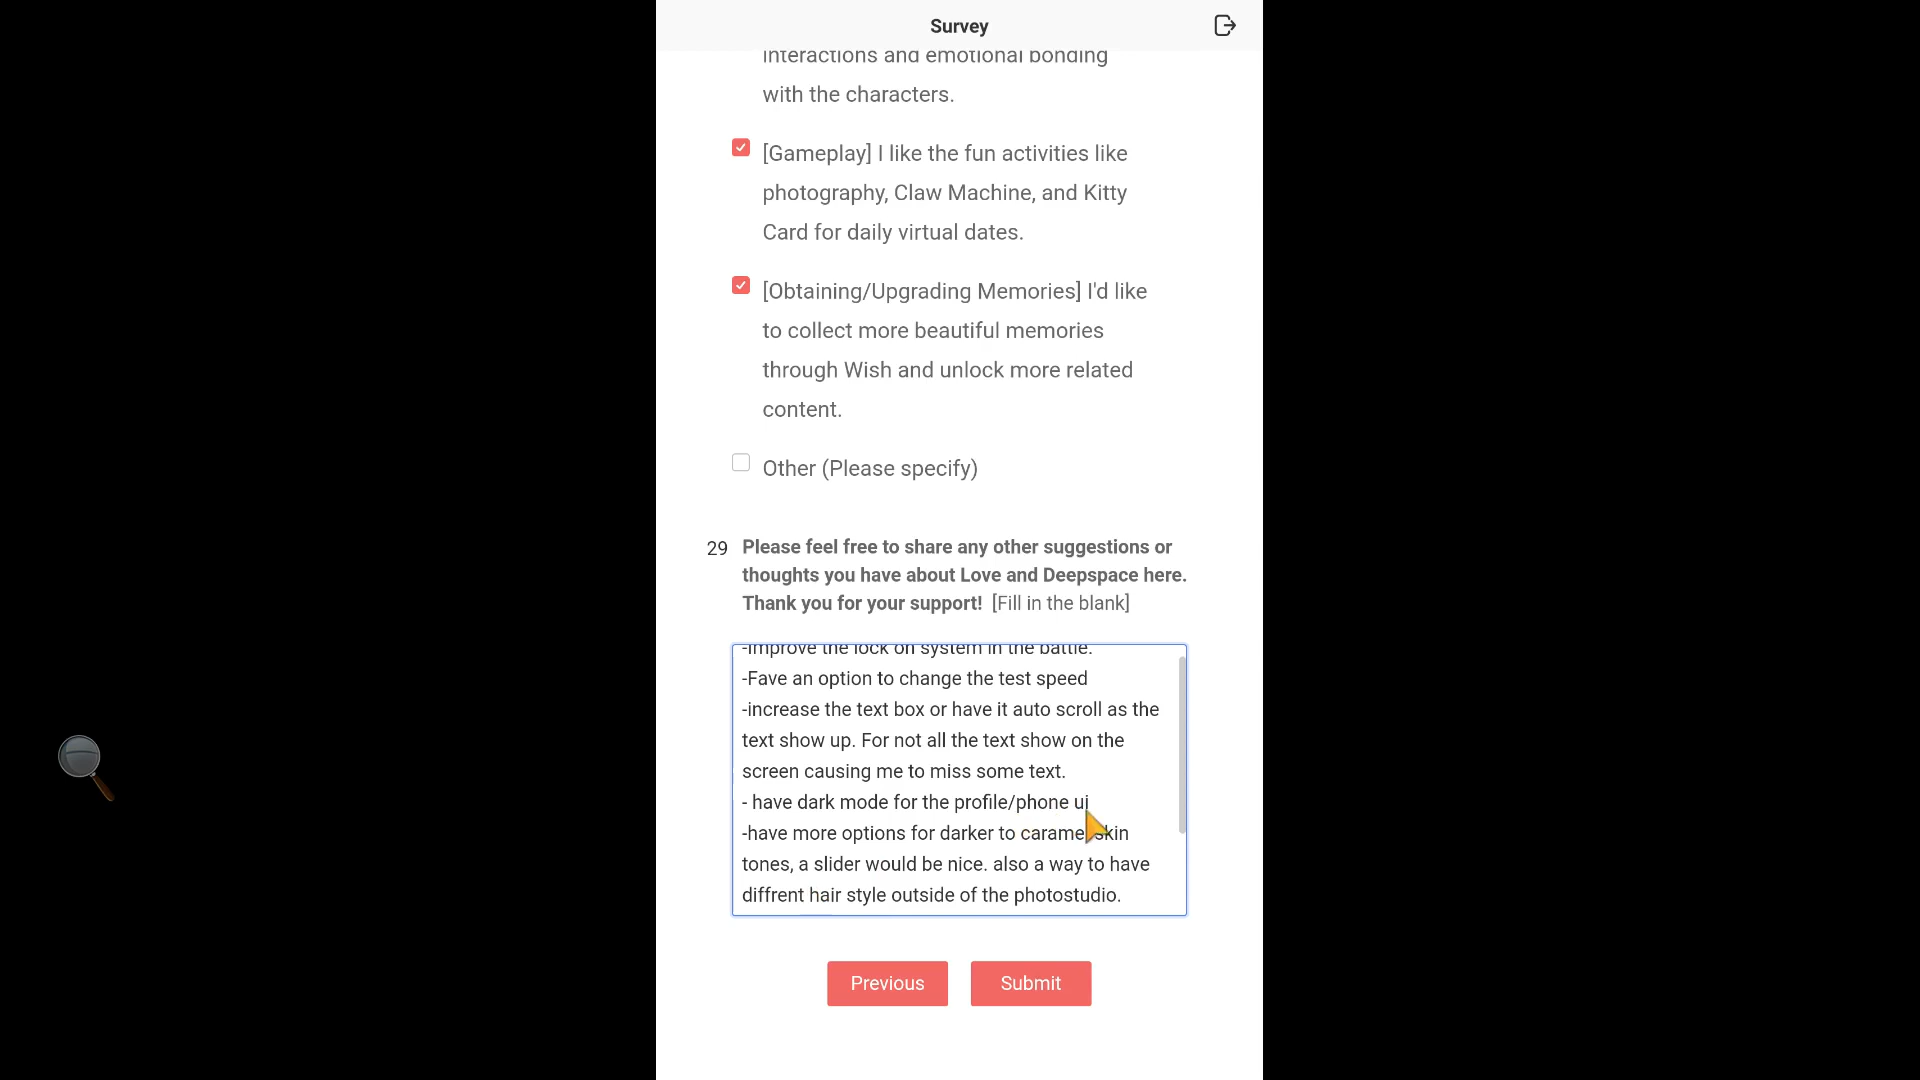 Survey
interactions and emotional bonding
with the characters.
[Gameplay] I like the fun activities like
photography, Claw Machine, and Kitty
Card for daily virtual dates.
[Obtaining/Upgrading Memories] I'd like
to collect more beautiful memories
through Wish and unlock more related
content.
Other (Please specify)
29 Please feel free to share any other suggestions or
thoughts you have about Love and Deepspace here.
Thank you for your support! [Fill in the blank]
-Improve the lock on system in the battle.
-Fave an option to change the test speed
-increase the text box or have it auto scroll as the
text show up. For not all the text show on the
screen causing me to miss some text.
- have dark mode for the profile/phone ui
-have more options for darker to caramel skin
tones, a slider would be nice. also a way to have
diffrent hair style outside of the photostudio.
Previous Submit